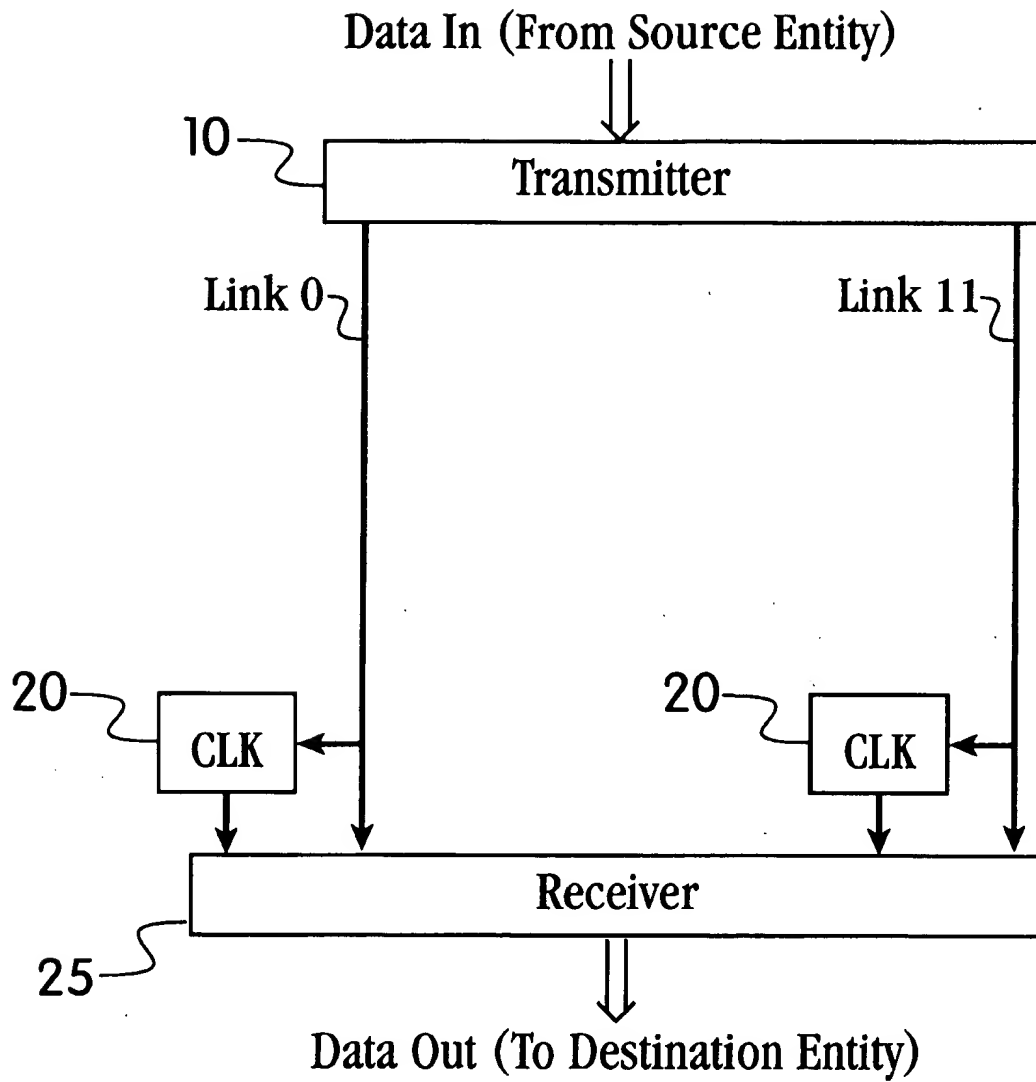 Data In (From Source Entity)
10
Transmitter
Link 0
Link 11
20
CLK
20
CLK
Receiver
25
Data Out (To Destination Entity)